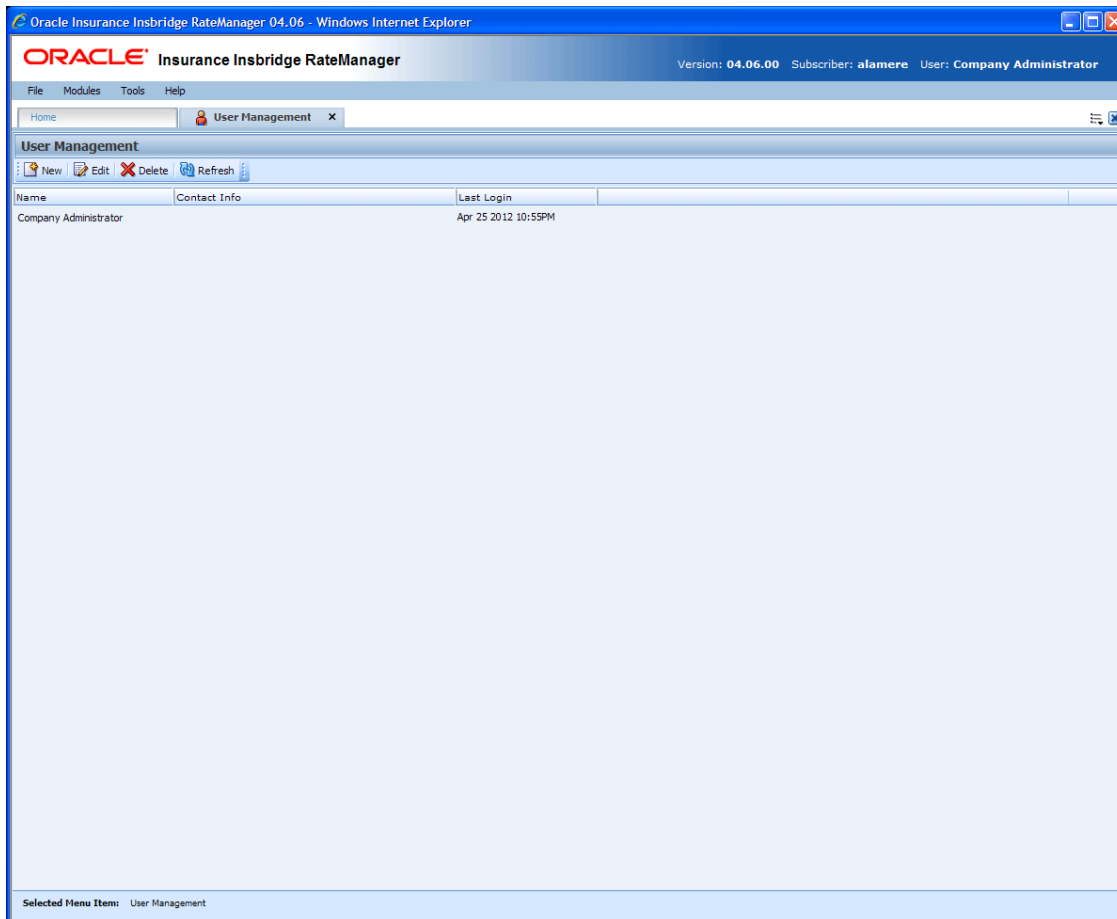 Oracle Insurance Insbridge RateManager 04.06 - Windows Internet Explorer
ORACLE Insurance Insbridge RateManager
Version: 04.06.00 Subscriber: alamere User: Company Administrator
File Modules Tools Help
Home User Management x
User Management
New Edit Delete Refresh
Name Contact Info Last Login
Company Administrator Apr 25 2012 10:55PM
Selected Menu Item: User Management